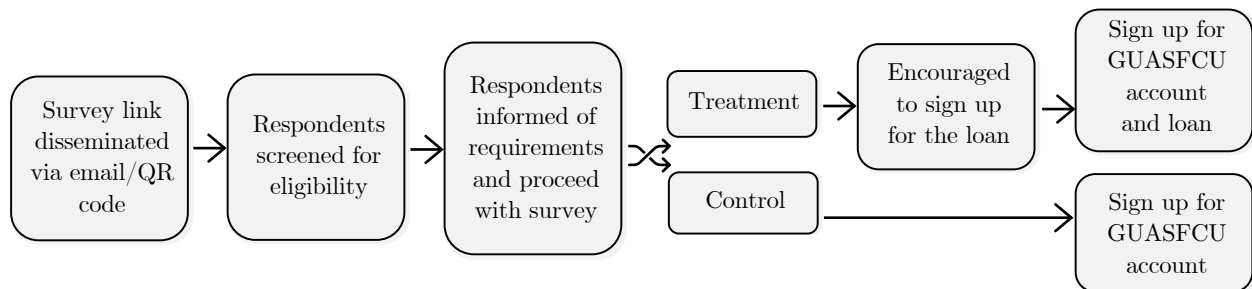 Survey link
disseminated
via email/QR
code
Respondents
screened for
eligibility
Respondents
informed of
requirements
and proceed
with survey
Treatment
Encouraged
to sign up
for the loan
Sign up for
GUASFCU
account
and loan
Control
Sign up for
GUASFCU
account